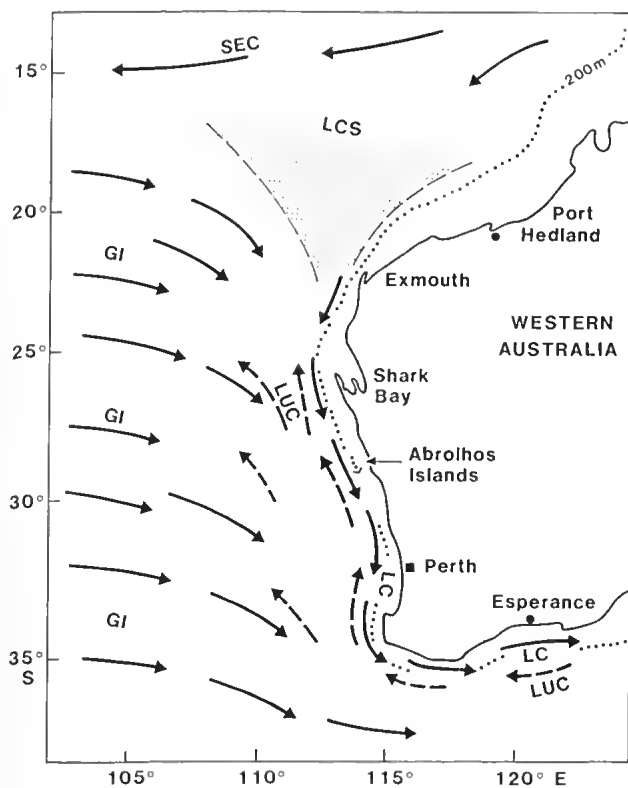 SEC
15°
200m
LCS
20°
Port
Hedland
GI
Exmouth
WESTERN
AUSTRALIA
25°
Shark
Bay
LUC
GI
Abrolhos
Islands
30°
Perth
LC
Esperance
GI
35°
S
LC
LUC
105°
110°
115°
120° E